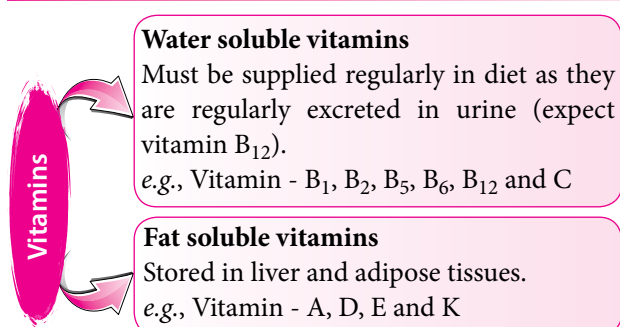 Vitamins
Water soluble vitamins
Must be supplied regularly in diet as they
are regularly excreted in urine (expect
vitamin B₁₂).
e.g., Vitamin - B₁, B₂, B₅, B₆, B₁₂ and C
Fat soluble vitamins
Stored in liver and adipose tissues.
e.g., Vitamin - A, D, E and K